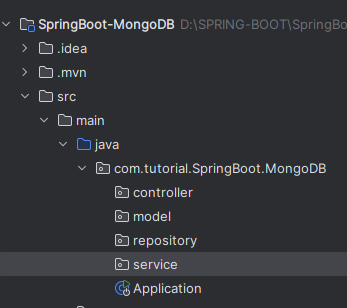 SpringBoot-MongoDB D:\SPRING-BOOT\SpringBo
.idea
.mvn
src
main
java
com.tutorial.SpringBoot.MongoDB
controller
model
repository
service
Application